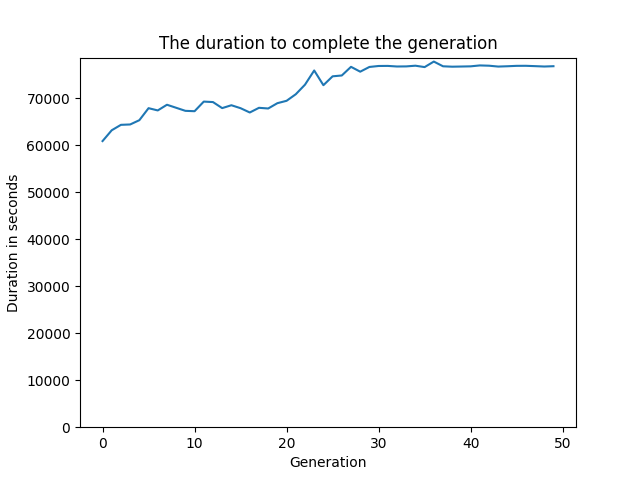 The duration to complete the generation
Duration in seconds
70000
60000
50000
40000
30000
20000
10000
0
0 10 20 30 40 50
Generation